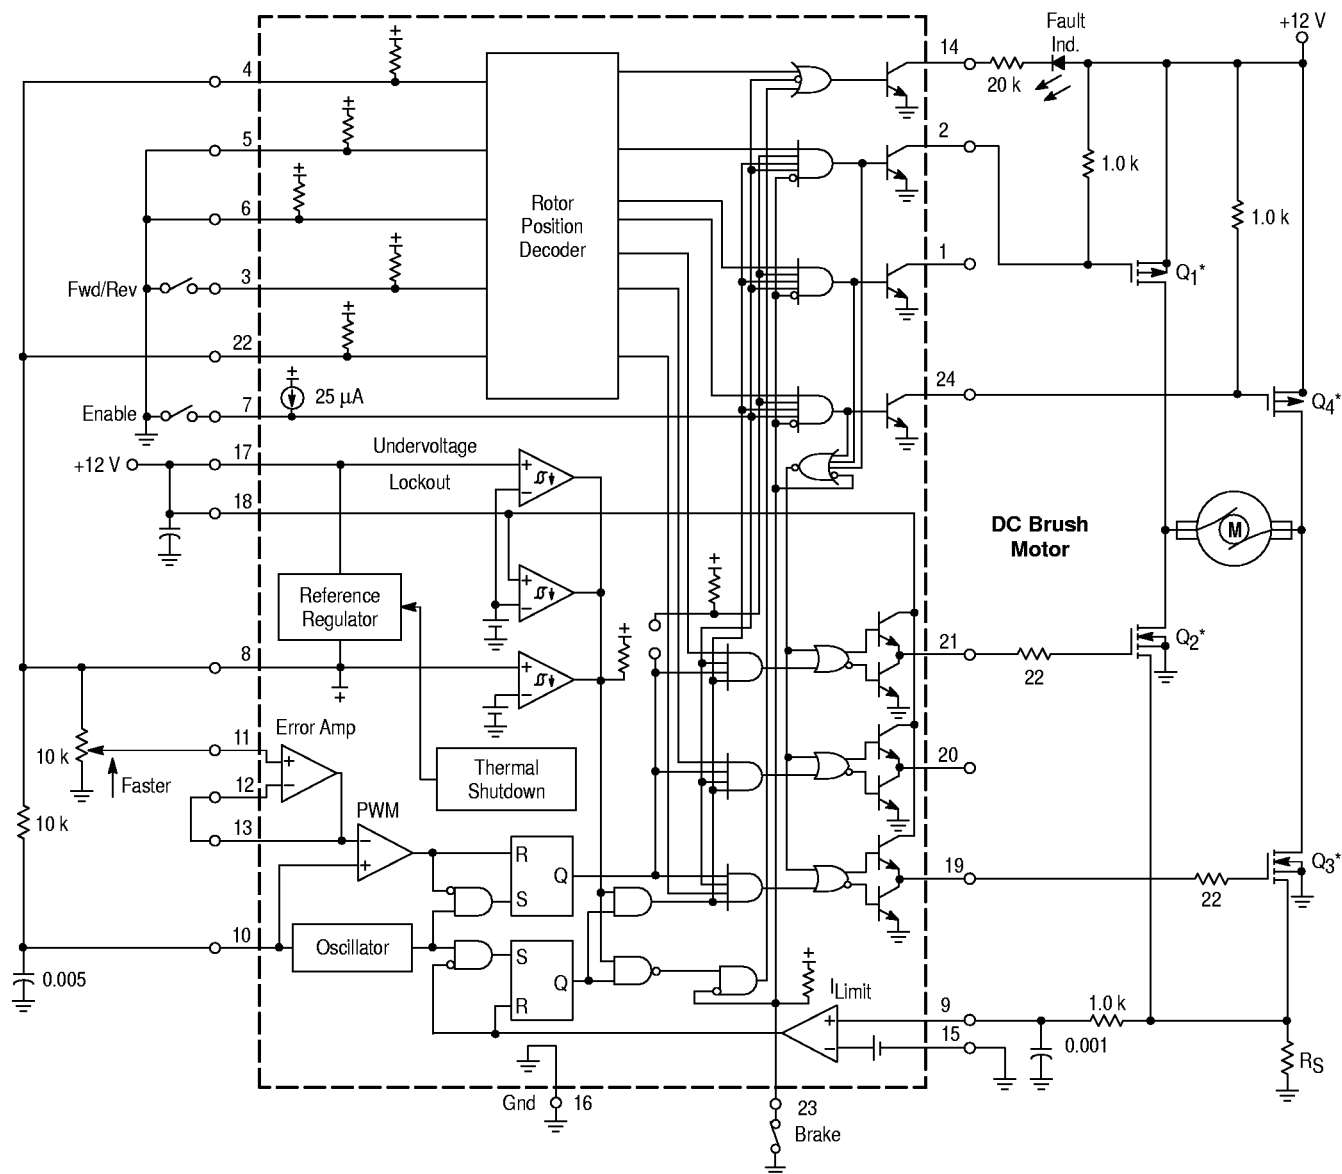 +12 V
Fault
Ind.
4
14
20 k
5
2
1.0 k
1.0 k
6
Rotor
Position
Decoder
Fwd/Rev
3
1
Q1*
22
Enable
7
25 µA
24
Q4*
+12 V
17
Undervoltage
Lockout
18
DC Brush
Motor
M
Reference
Regulator
8
21
22
Q2*
Error Amp
11
10 k
Faster
12
Thermal
Shutdown
20
PWM
13
10 k
R
Q
S
19
22
Q3*
10
Oscillator
S
Q
R
0.005
ILimit
9
1.0 k
15
0.001
RS
Gnd
16
23
Brake